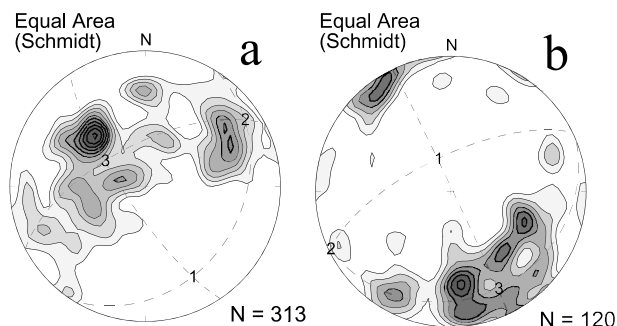 Equal Area
(Schmidt)
N
a
2
3
1
N = 313
Equal Area
(Schmidt)
N
b
1
2
3
N = 120